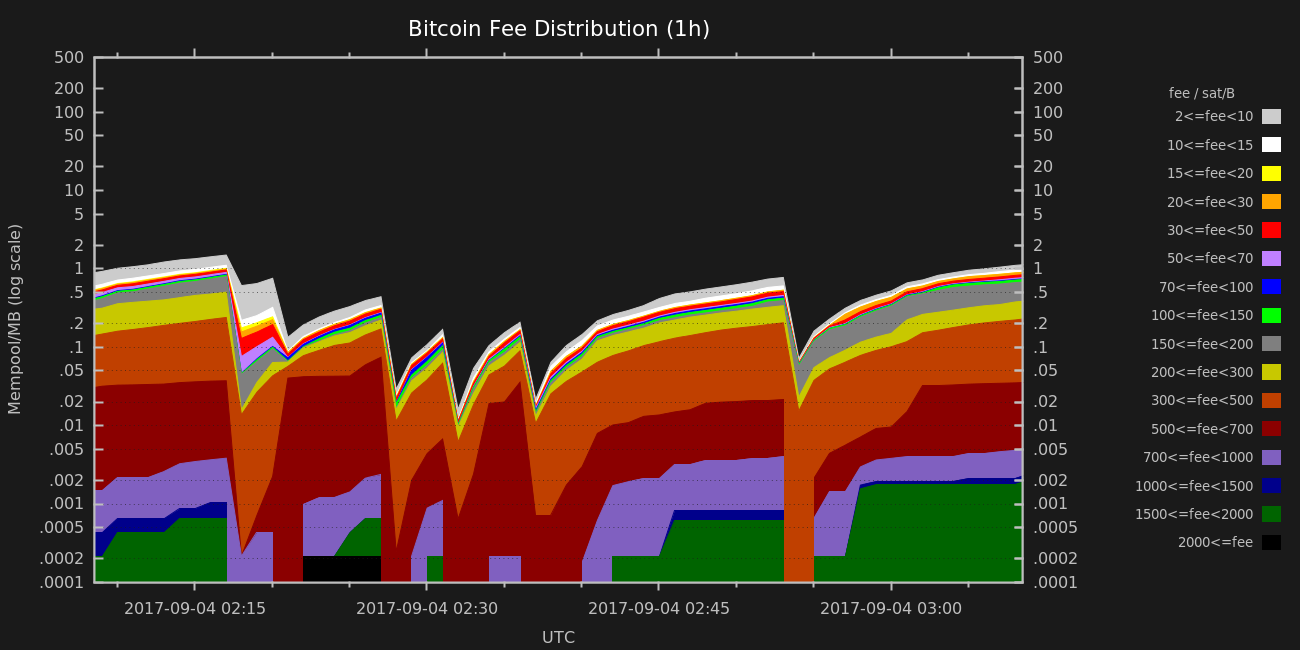 Bitcoin Fee Distribution (1h)
Mempool/MB (log scale)
500
200
100
50
20
10
5
2
1
.5
.2
.1
.05
.02
.01
.005
.002
.001
.0005
.0002
.0001
500
200
100
50
20
10
5
2
1
.5
.2
.1
.05
.02
.01
.005
.002
.001
.0005
.0002
.0001
2017-09-04 02:15
2017-09-04 02:30
2017-09-04 02:45
2017-09-04 03:00
UTC
fee / sat/B
2<=fee<10
10<=fee<15
15<=fee<20
20<=fee<30
30<=fee<50
50<=fee<70
70<=fee<100
100<=fee<150
150<=fee<200
200<=fee<300
300<=fee<500
500<=fee<700
700<=fee<1000
1000<=fee<1500
1500<=fee<2000
2000<=fee